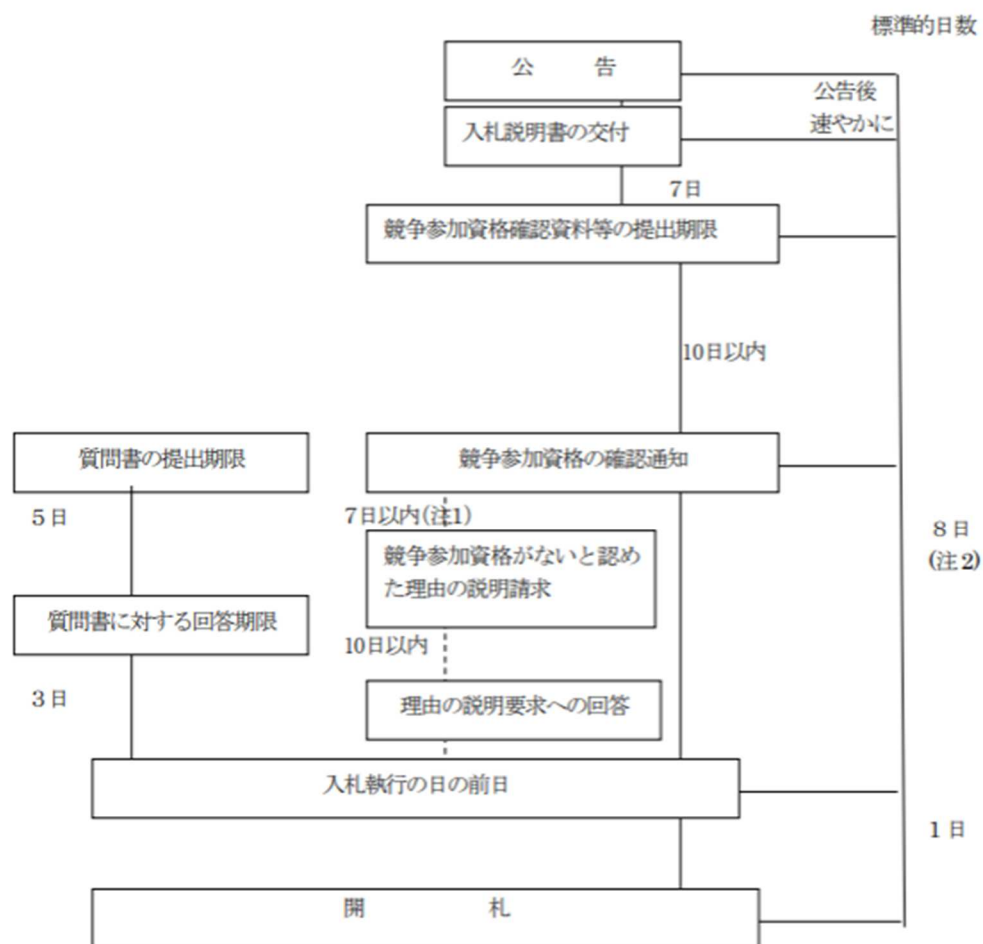 標準的日数
公　　　告
公告後
速やかに
入札説明書の交付
7日
競争参加資格確認資料等の提出期限
10日以内
質問書の提出期限
競争参加資格の確認通知
5日
7日以内(注1)
競争参加資格がないと認め
た理由の説明請求
8日
(注2)
質問書に対する回答期限
10日以内
3日
理由の説明要求への回答
入札執行の日の前日
1日
開　　　　　　札